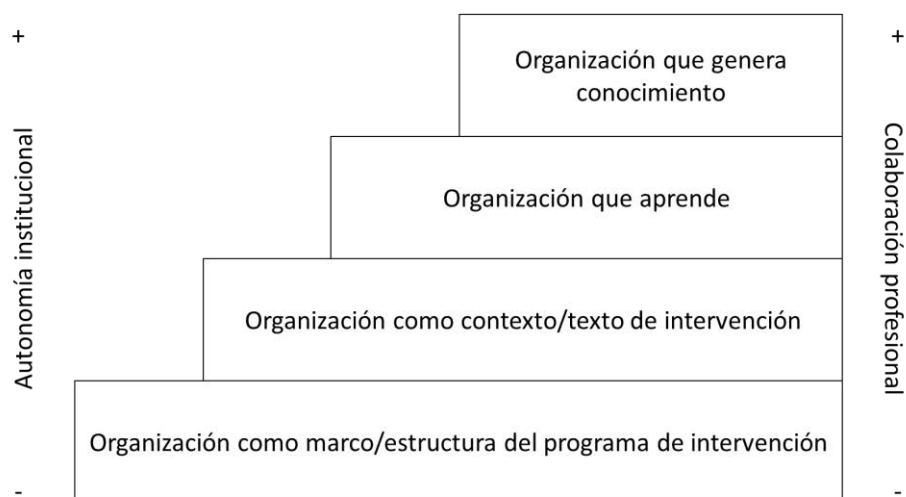 +
+
Organización que genera
conocimiento
Autonomía institucional
Colaboración profesional
Organización que aprende
Organización como contexto/texto de intervención
Organización como marco/estructura del programa de intervención
-
-